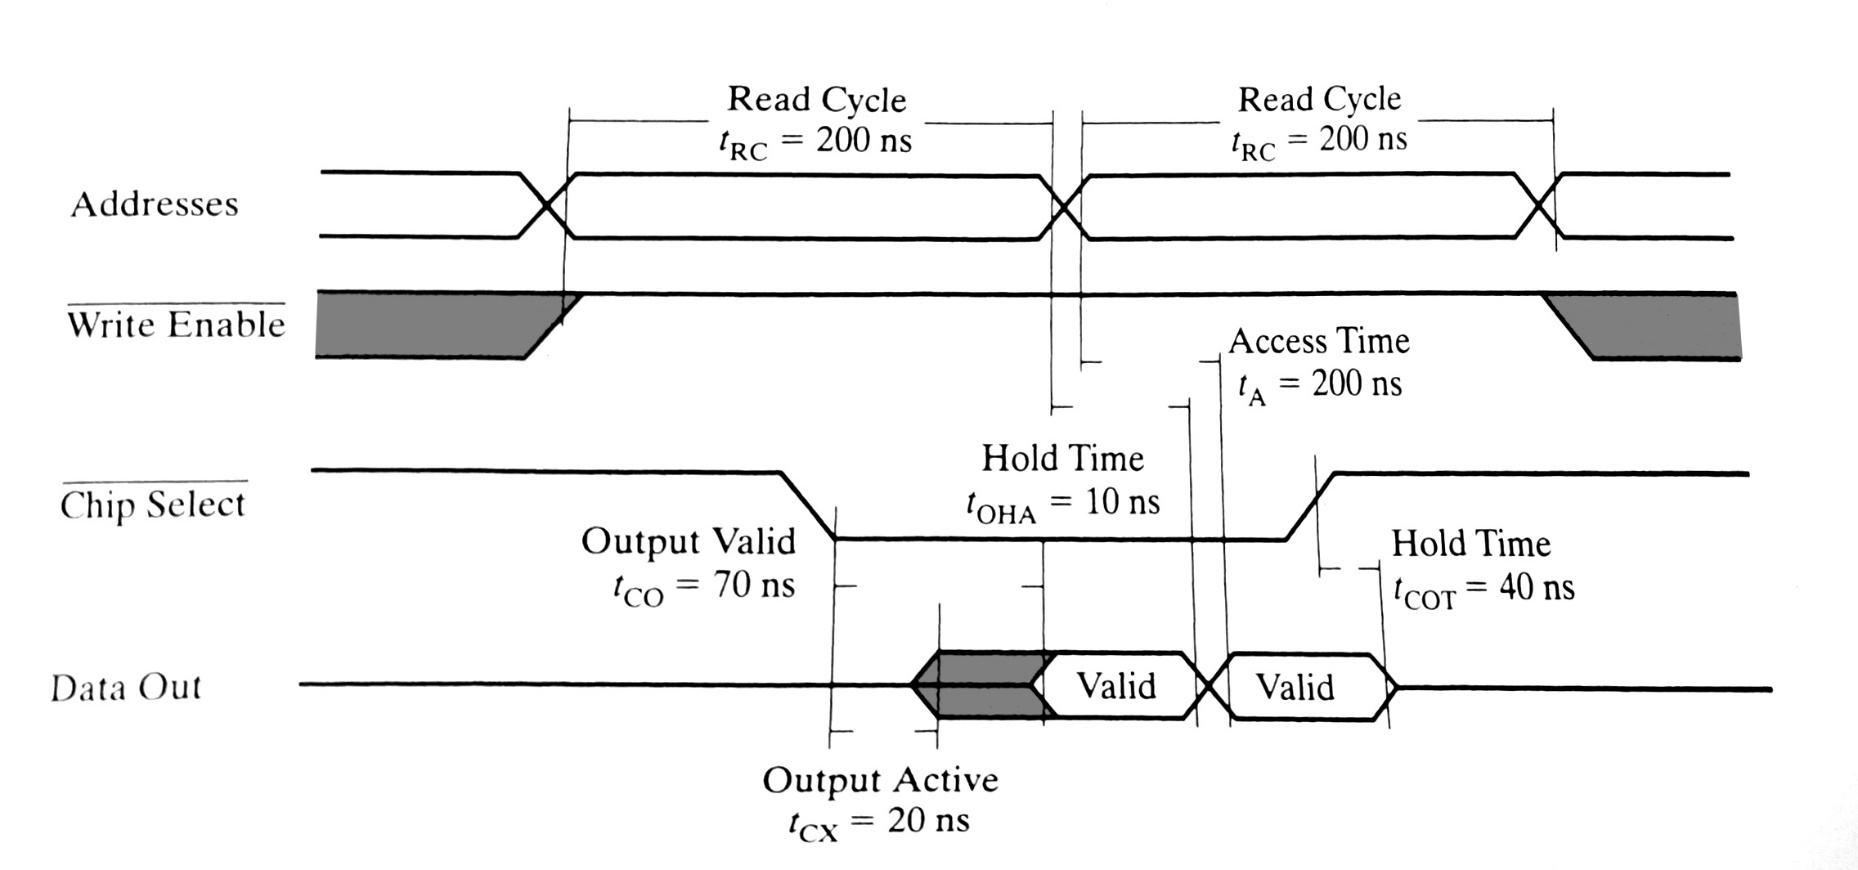 Read Cycle
tRC = 200 ns
Read Cycle
tRC = 200 ns
Addresses
Write Enable
Access Time
tA = 200 ns
Chip Select
Hold Time
tOHA = 10 ns
Output Valid
tCO = 70 ns
Hold Time
tCOT = 40 ns
Data Out
Valid
Valid
Output Active
tCX = 20 ns